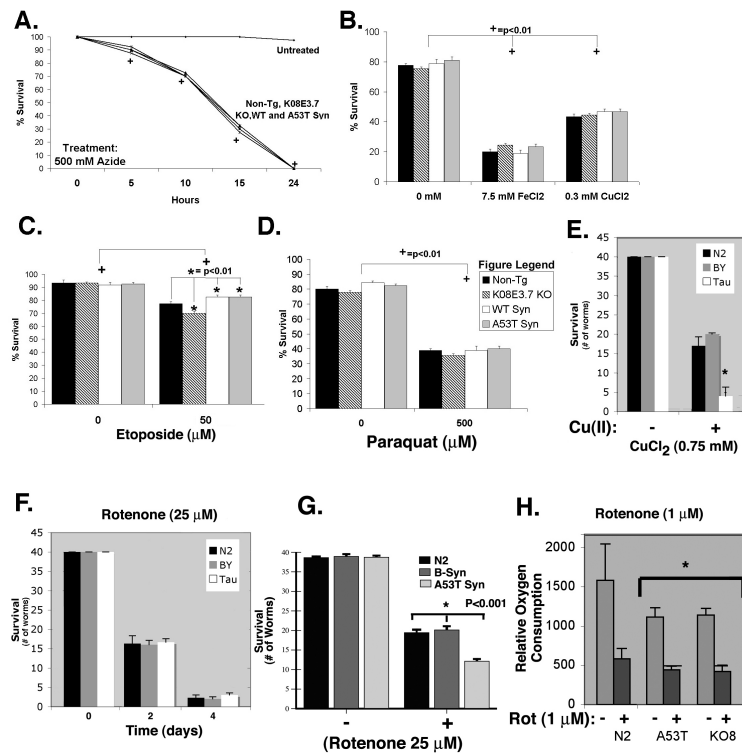 A.
% Survival
100
90
80
70
60
50
40
30
20
10
0
Untreated
Non-Tg, K08E3.7
KO,WT and A53T Syn
Treatment:
500 mM Azide
+
+
+
+
0
5
10
15
24
Hours
B.
% Survival
100
80
60
40
20
0
+=p<0.01
+
+
0 mM
7.5 mM FeCl2
0.3 mM CuCl2
C.
% Survival
100
90
80
70
60
50
40
30
20
10
0
+
+
*= p<0.01
*
*
*
0
50
Etoposide (µM)
D.
% Survival
100
90
80
70
60
50
40
30
20
10
0
+=p<0.01
+
Figure Legend
Non-Tg
K08E3.7 KO
WT Syn
A53T Syn
0
500
Paraquat (µM)
E.
Survival
(# of worms)
45
40
35
30
25
20
15
10
5
0
N2
BY
Tau
*
Cu(II): - +
CuCl2 (0.75 mM)
F.
Rotenone (25 µM)
Survival
(# of worms)
45
40
35
30
25
20
15
10
5
0
N2
BY
Tau
0
2
4
Time (days)
G.
Survival
(# of Worms)
40
35
30
25
20
15
10
5
0
N2
B-Syn
A53T Syn
* P<0.001
- +
(Rotenone 25 µM)
H.
Rotenone (1 µM)
Relative Oxygen
Consumption
2000
1500
1000
500
0
*
Rot (1 µM): - + - + - +
N2 A53T KO8